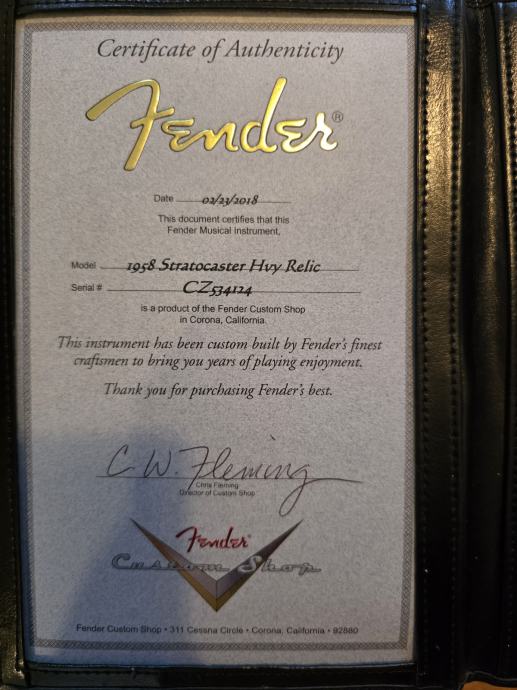 Certificate of Authenticity
Fender®
Date 02/23/2018
This document certifies that this
Fender Musical Instrument,
Model 1958 Stratocaster Hvy Relic
Serial # CZ534124
is a product of the Fender Custom Shop
in Corona, California.
This instrument has been custom built by Fender's finest
craftsmen to bring you years of playing enjoyment.
Thank you for purchasing Fender's best.
C.W. Fleming
Chris Fleming
Director of Custom Shop
Fender
Custom Shop
Fender Custom Shop • 311 Cessna Circle • Corona, California • 92880